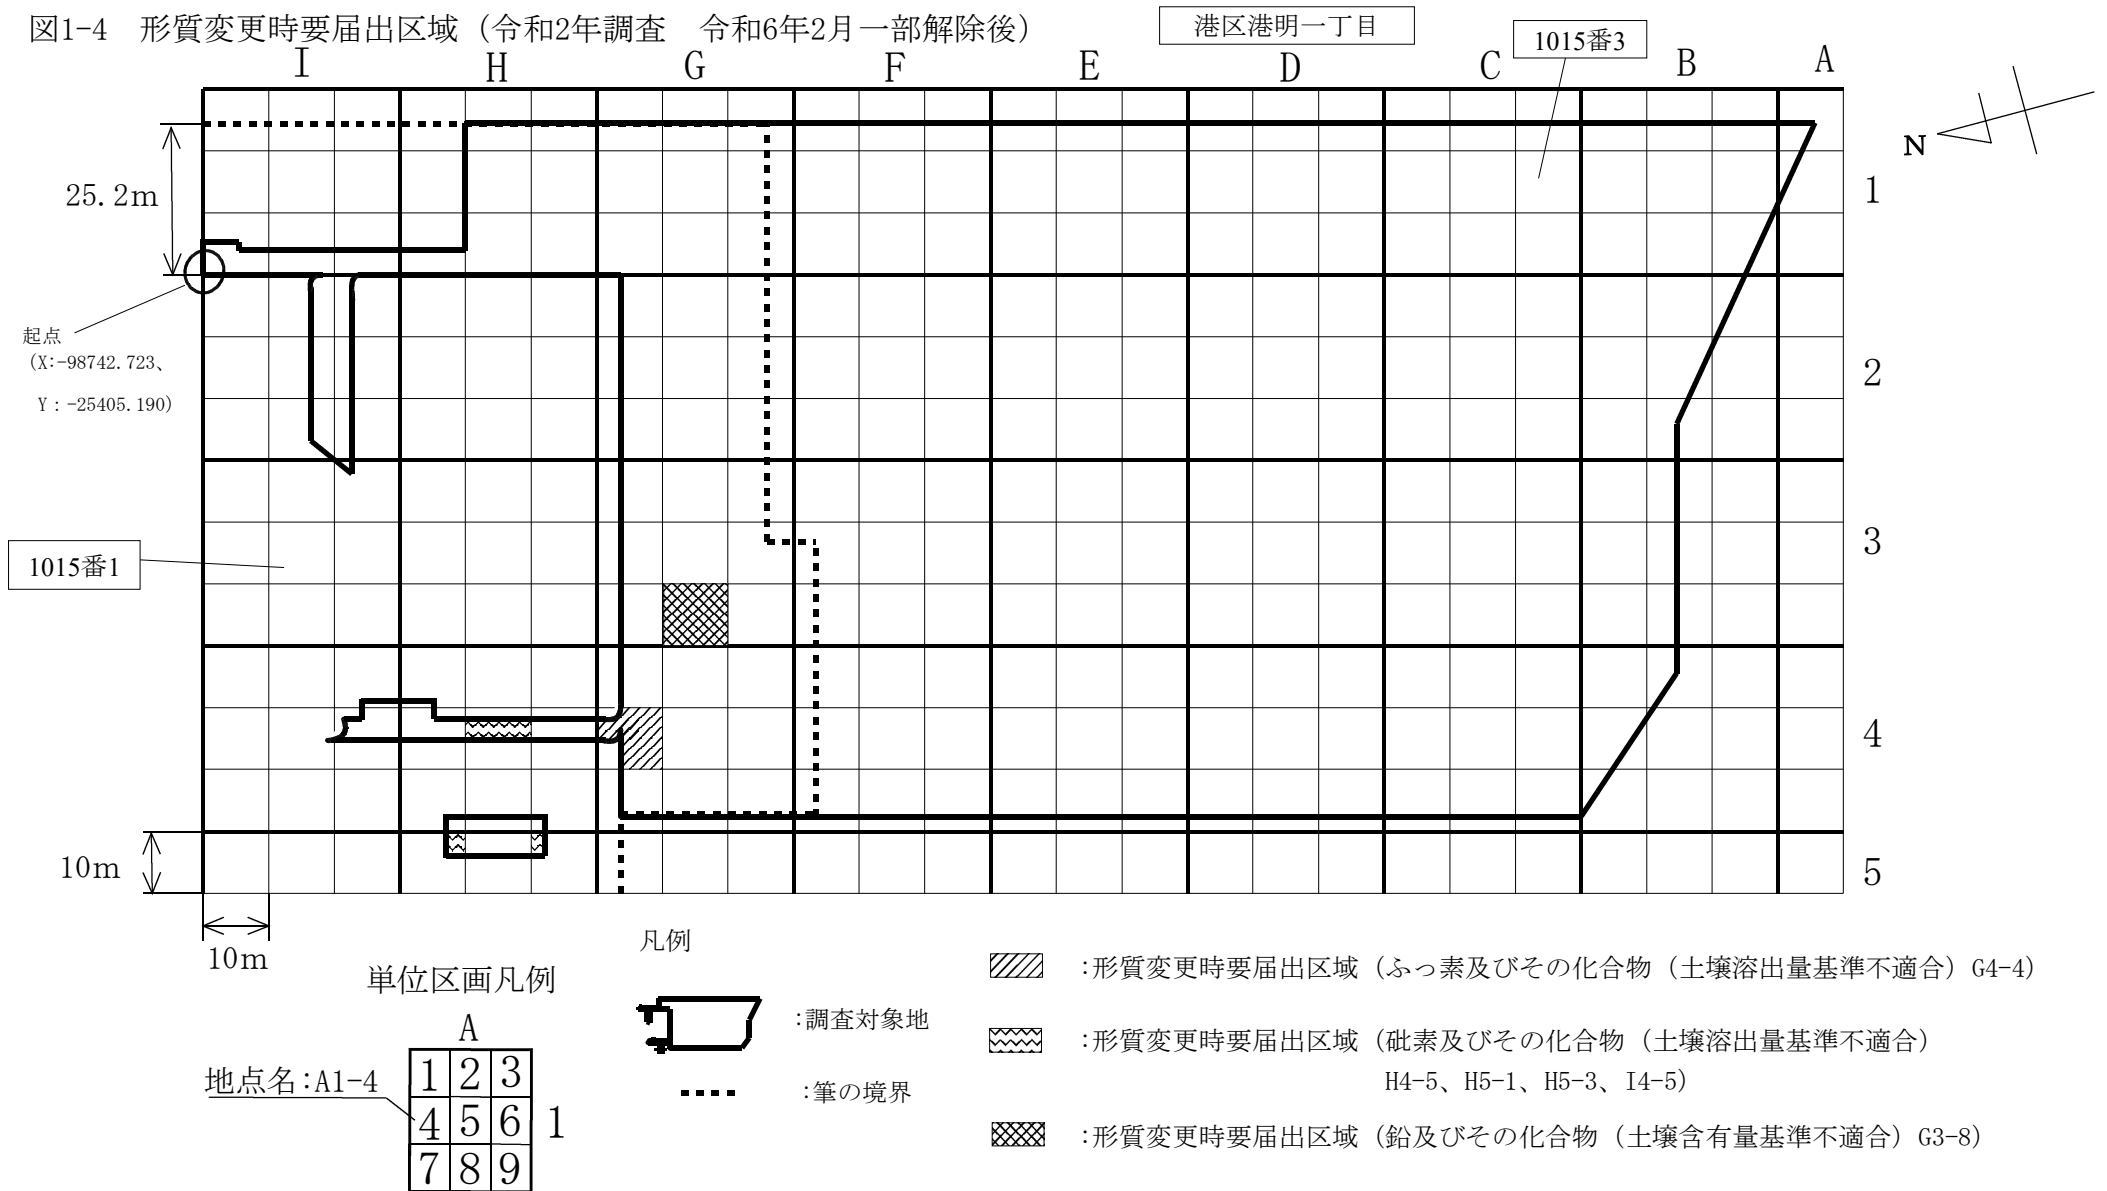 図1-4　形質変更時要届出区域（令和2年調査　令和6年2月一部解除後）
港区港明一丁目
1015番3
I H G F E D C B A
N
25.2m
1
起点
（X:-98742.723、
Y：-25405.190）
2
3
1015番1
4
10m
5
10m
凡例
単位区画凡例
A
地点名:A1-4
1 2 3
4 5 6
7 8 9
1
:調査対象地
:筆の境界
:形質変更時要届出区域（ふっ素及びその化合物（土壌溶出量基準不適合）G4-4）
:形質変更時要届出区域（砒素及びその化合物（土壌溶出量基準不適合）
H4-5、H5-1、H5-3、I4-5）
:形質変更時要届出区域（鉛及びその化合物（土壌含有量基準不適合）G3-8）